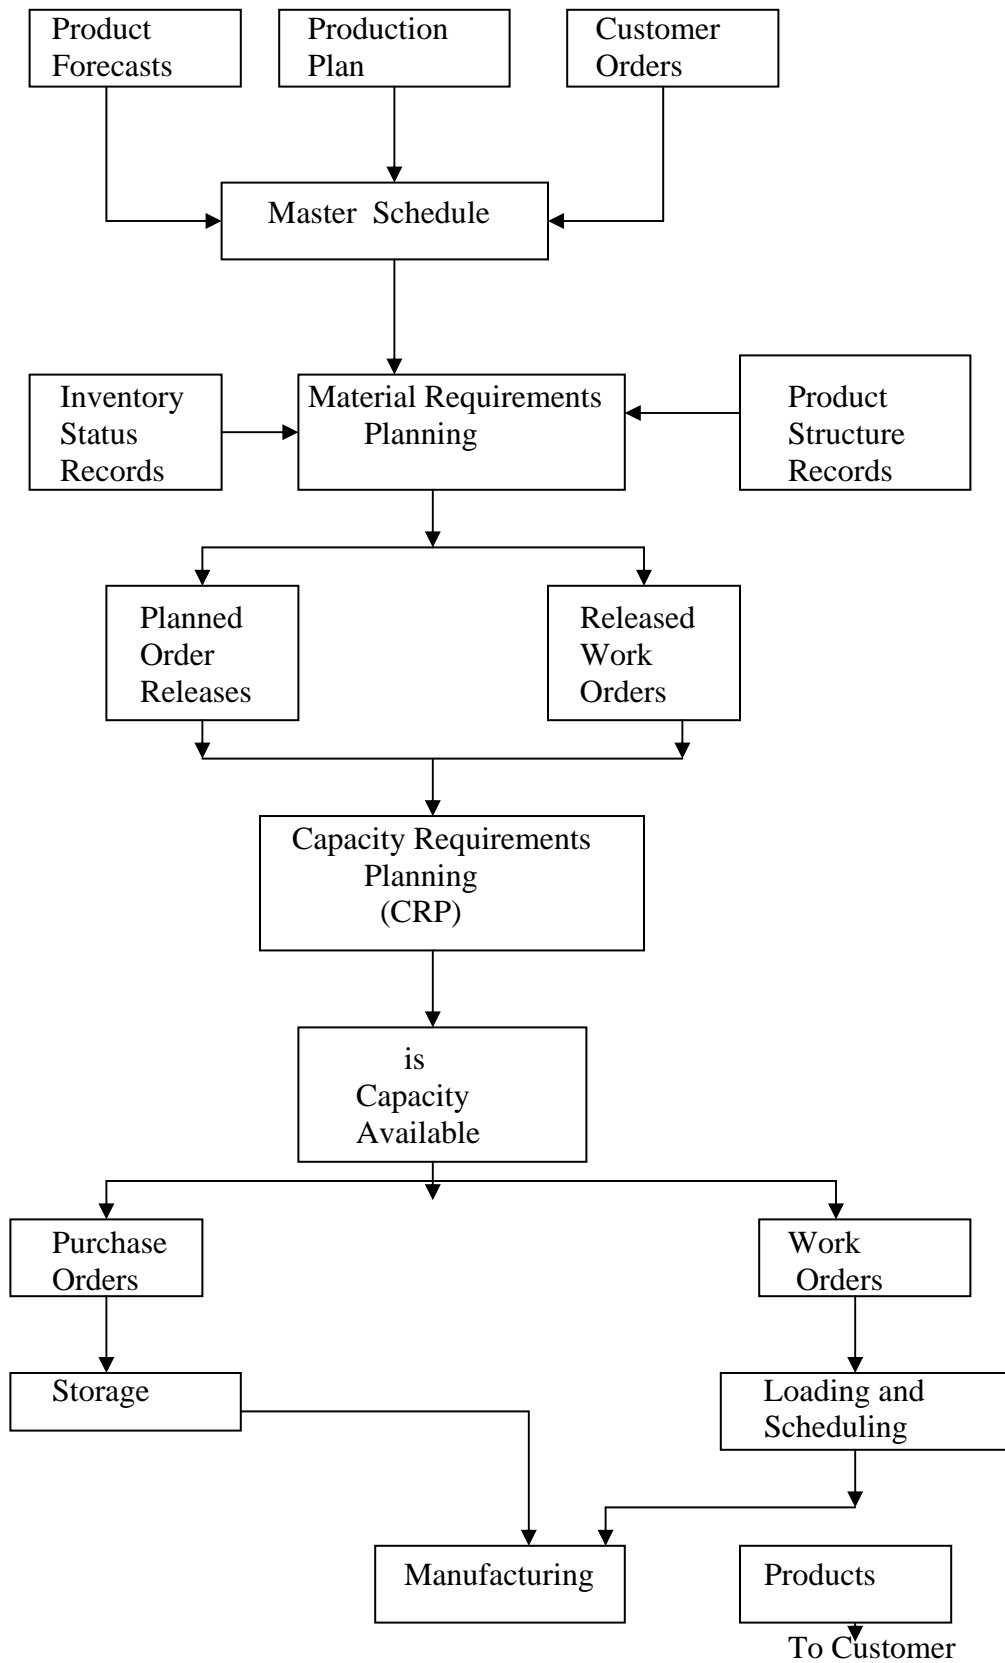 Product
Forecasts
Production
Plan
Customer
Orders
Master Schedule
Inventory
Status
Records
Material Requirements
Planning
Product
Structure
Records
Planned
Order
Releases
Released
Work
Orders
Capacity Requirements
Planning
(CRP)
is
Capacity
Available
Purchase
Orders
Work
Orders
Storage
Loading and
Scheduling
Manufacturing
Products
To Customer